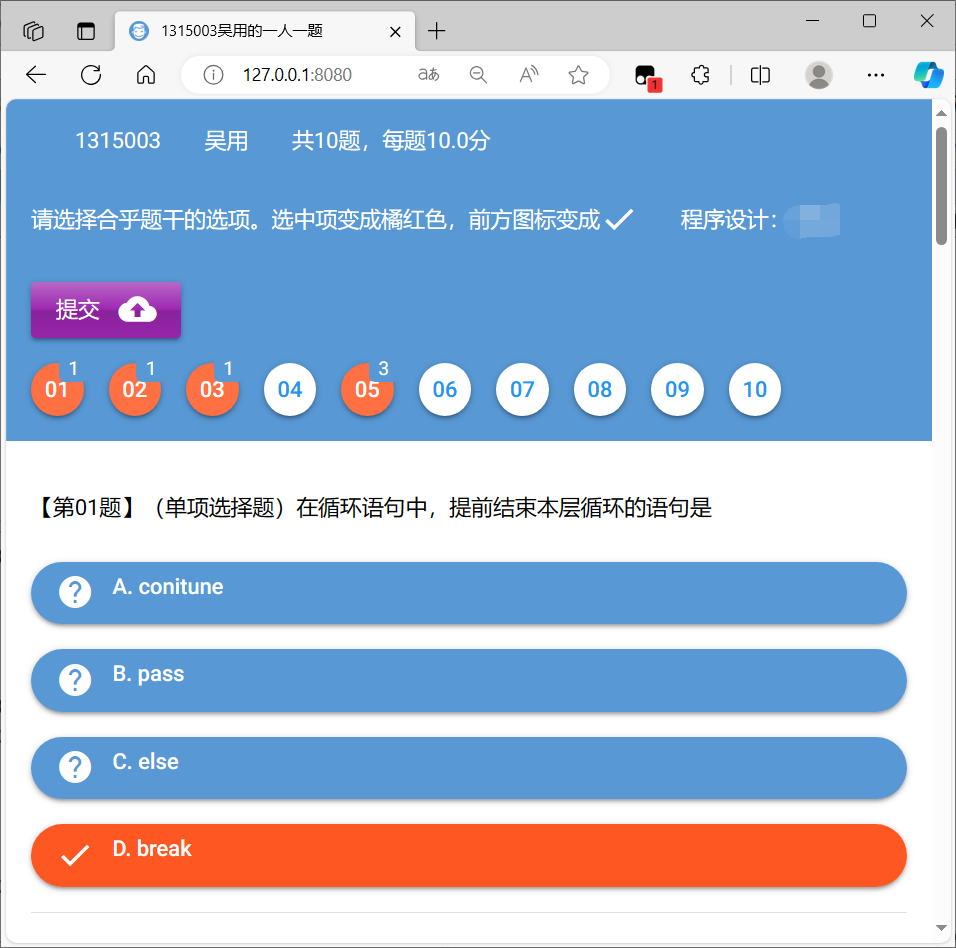 1315003吴用的一人一题
127.0.0.1:8080
aあ
A
1
1315003 吴用 共10题，每题10.0分
请选择合乎题干的选项。选中项变成橘红色，前方图标变成 程序设计：
提交
1 1 1 3
01 02 03 04 05 06 07 08 09 10
【第01题】（单项选择题）在循环语句中，提前结束本层循环的语句是
? A. conitune
? B. pass
? C. else
D. break